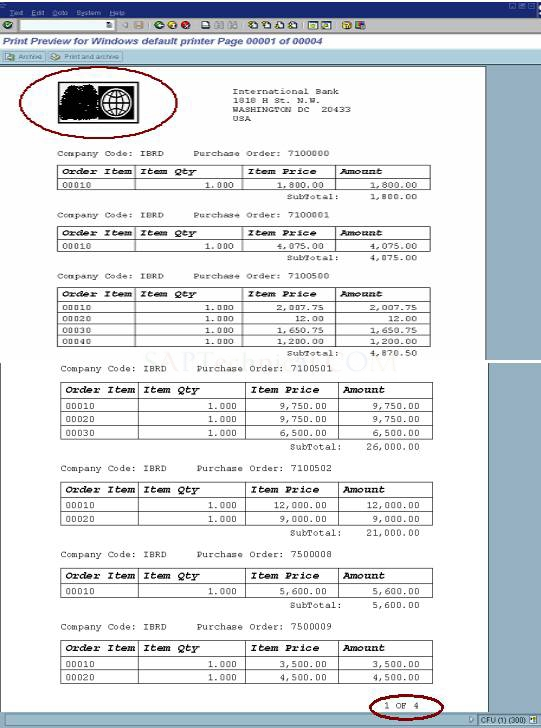 Text Edit Goto System Help
Print Preview for Windows default printer Page 00001 of 00004
Archive Print and archive
International Bank
1818 H St. N.W.
WASHINGTON DC 20433
USA
Company Code: IBRD Purchase Order: 7100000
Order Item Item Qty Item Price Amount
00010 1.000 1,800.00 1,800.00
SubTotal: 1,800.00
Company Code: IBRD Purchase Order: 7100001
Order Item Item Qty Item Price Amount
00010 1.000 4,075.00 4,075.00
SubTotal: 4,075.00
Company Code: IBRD Purchase Order: 7100500
Order Item Item Qty Item Price Amount
00010 1.000 2,007.75 2,007.75
00020 1.000 12.00 12.00
00030 1.000 1,650.75 1,650.75
00040 1.000 1,200.00 1,200.00
SubTotal: 4,870.50
Company Code: IBRD Purchase Order: 7100501
Order Item Item Qty Item Price Amount
00010 1.000 9,750.00 9,750.00
00020 1.000 9,750.00 9,750.00
00030 1.000 6,500.00 6,500.00
SubTotal: 26,000.00
Company Code: IBRD Purchase Order: 7100502
Order Item Item Qty Item Price Amount
00010 1.000 12,000.00 12,000.00
00020 1.000 9,000.00 9,000.00
SubTotal: 21,000.00
Company Code: IBRD Purchase Order: 7500008
Order Item Item Qty Item Price Amount
00010 1.000 5,600.00 5,600.00
SubTotal: 5,600.00
Company Code: IBRD Purchase Order: 7500009
Order Item Item Qty Item Price Amount
00010 1.000 3,500.00 3,500.00
00020 1.000 4,500.00 4,500.00
1 OF 4
CFU (1) (300)